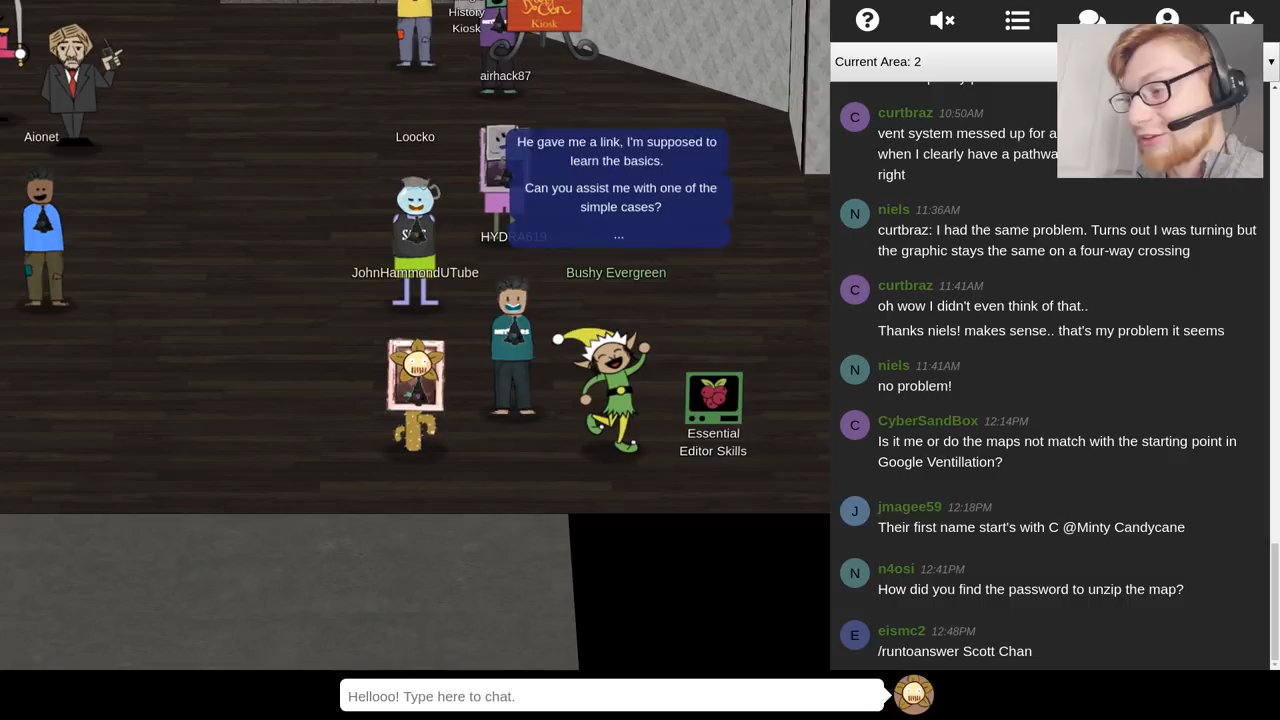 History
Kiosk
Kiosk
airhack87
Aionet
Loocko
He gave me a link, I'm supposed to
learn the basics.
Can you assist me with one of the
simple cases?
...
HYDRA619
JohnHammondUTube
Bushy Evergreen
Essential
Editor Skills
Current Area: 2
C
curtbraz 10:50AM
vent system messed up for a
when I clearly have a pathwa
right
N
niels 11:36AM
curtbraz: I had the same problem. Turns out I was turning but
the graphic stays the same on a four-way crossing
C
curtbraz 11:41AM
oh wow I didn't even think of that..
Thanks niels! makes sense.. that's my problem it seems
N
niels 11:41AM
no problem!
C
CyberSandBox 12:14PM
Is it me or do the maps not match with the starting point in
Google Ventillation?
J
jmagee59 12:18PM
Their first name start's with C @Minty Candycane
N
n4osi 12:41PM
How did you find the password to unzip the map?
E
eismc2 12:48PM
/runtoanswer Scott Chan
Hellooo! Type here to chat.